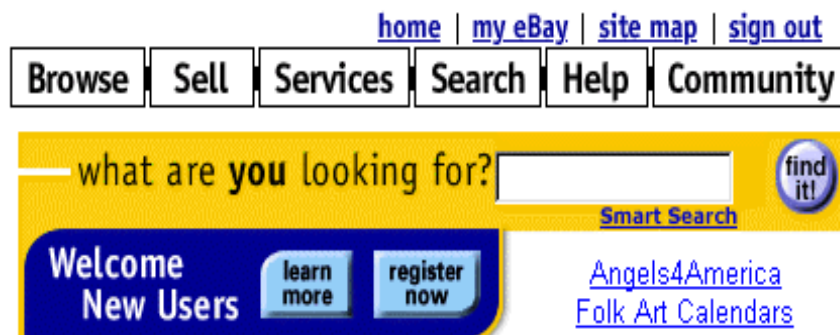 home | my eBay | site map | sign out
Browse Sell Services Search Help Community
what are you looking for? find it!
Smart Search
Welcome New Users
learn more
register now
Angels4America
Folk Art Calendars